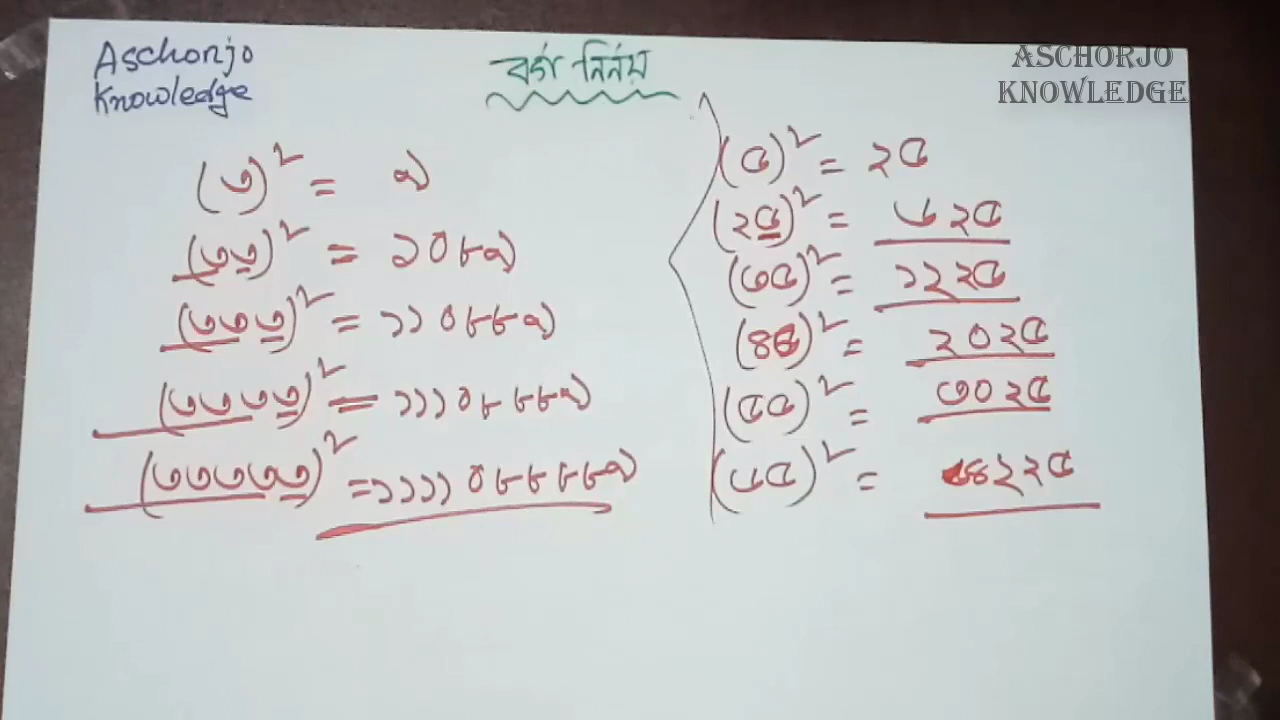 Aschorjo
Knowledge
বর্গ নির্নয়
ASCHORJO
KNOWLEDGE
(৩)² = ৯
(৩৩)² = ১০৮৯
(৩৩৩)² = ১১০৮৮৯
(৩৩৩৩)² = ১১১০৮৮৮৯
(৩৩৩৩৩)² = ১১১১০৮৮৮৮৯
(৫)² = ২৫
(২৫)² = ৬২৫
(৩৫)² = ১২২৫
(৪৫)² = ২০২৫
(৫৫)² = ৩০২৫
(৬৫)² = ৪২২৫